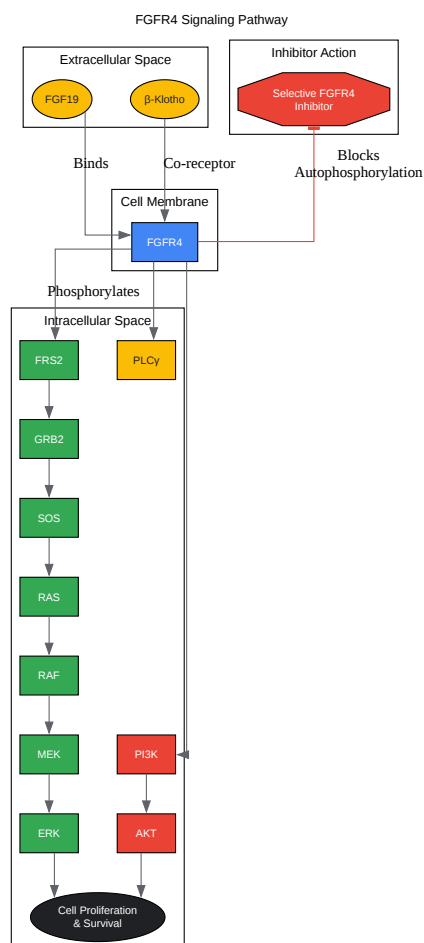 FGFR4 Signaling Pathway
Extracellular Space
Inhibitor Action
FGF19
β-Klotho
Selective FGFR4
Inhibitor
Binds
Co-receptor
Blocks
Autophosphorylation
Cell Membrane
FGFR4
Phosphorylates
Intracellular Space
FRS2
PLCγ
GRB2
SOS
RAS
RAF
MEK
PI3K
ERK
AKT
Cell Proliferation
& Survival